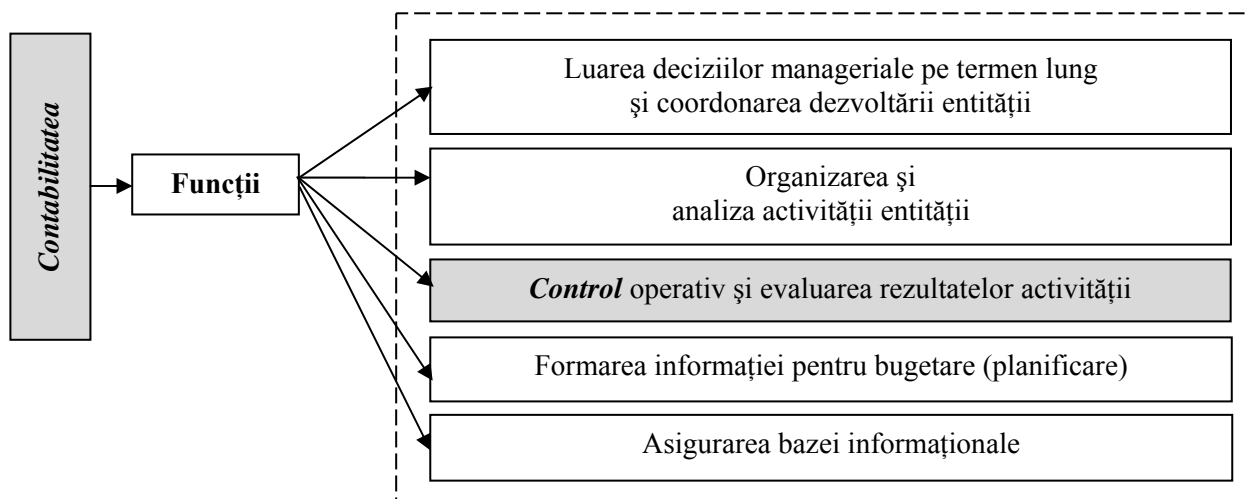 Contabilitatea
Funcții
Luarea deciziilor manageriale pe termen lung
şi coordonarea dezvoltării entității
Organizarea şi
analiza activității entității
Control operativ şi evaluarea rezultatelor activității
Formarea informației pentru bugetare (planificare)
Asigurarea bazei informaționale